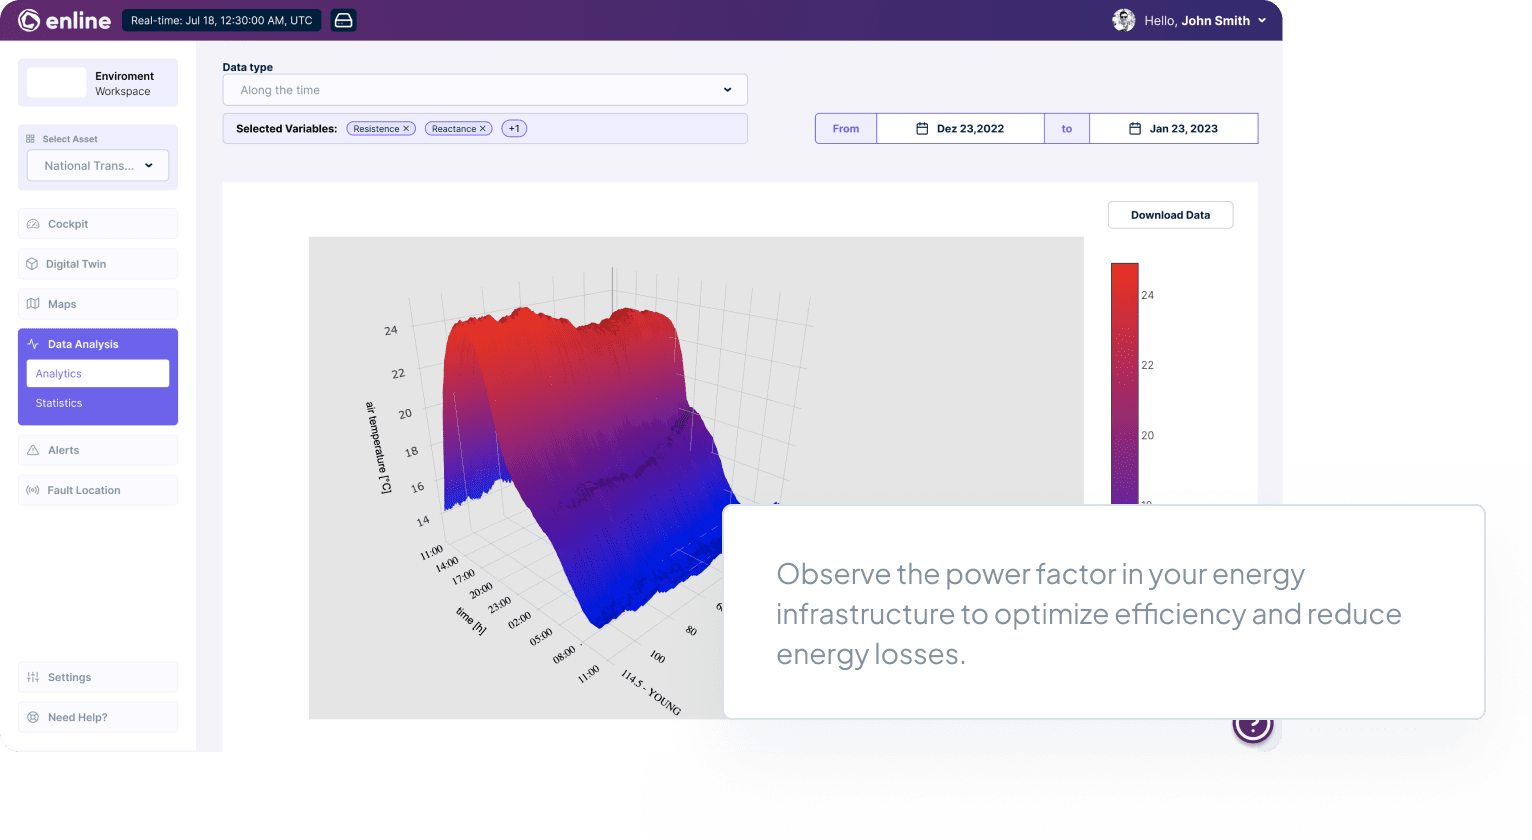 enline
Real-time: Jul 18, 12:30:00 AM, UTC
Hello, John Smith
Enviroment
Workspace
Select Asset
National Trans...
Cockpit
Digital Twin
Maps
Data Analysis
Analytics
Statistics
Alerts
Fault Location
Settings
Need Help?
Data type
Along the time
Selected Variables: Resistence × Reactance × +1
From Dez 23,2022 to Jan 23, 2023
Download Data
24
22
20
18
16
14
air temperature [°C]
11:00
14:00
17:00
20:00
23:00
02:00
05:00
08:00
11:00
time [h]
80
100
114.5 - YOUNG
24
22
20
Observe the power factor in your energy
infrastructure to optimize efficiency and reduce
energy losses.
?